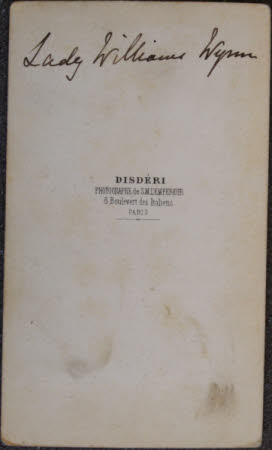 Lady Williams Wynn
DISDÉRI
PHOTOGRAPHE de S.M.L'EMPEREUR
8.Boulevart des Italiens
PARIS